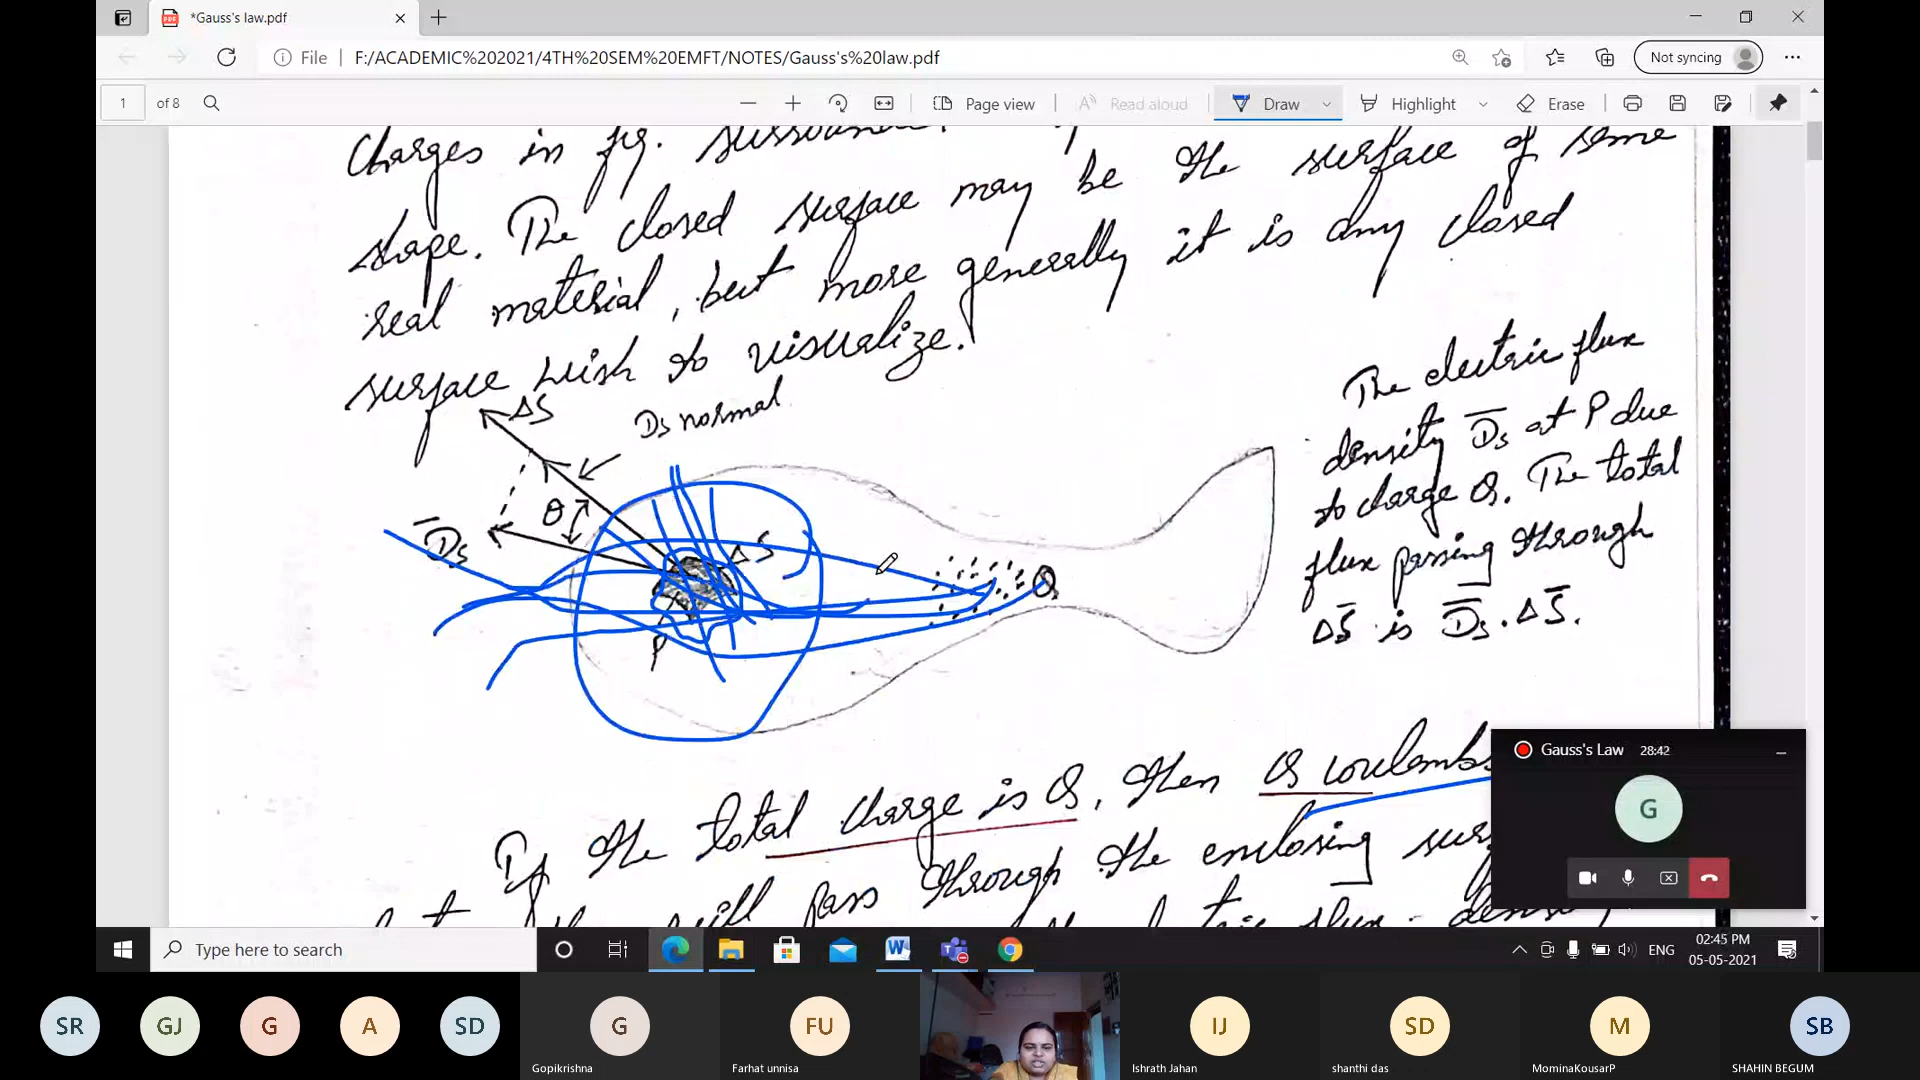 *Gauss's law.pdf
File F:/ACADEMIC%202021/4TH%20SEM%20EMFT/NOTES/Gauss's%20law.pdf
Not syncing
1 of 8
Page view
Read aloud
Draw
Highlight
Erase
Charges in fig.
the surface of some
shape. The closed surface may be
real material, but more generally it is any closed
surface wish to visualize.
ΔS
Ds normal
θ
Ds
ΔS
P
Q
The electric flux
density Ds at P due
to charge Q. The total
flux passing through
ΔS is Ds . ΔS.
If the total charge is Q, then Q coulombs
will pass through the enclosing
Gauss's Law 28:42
G
Type here to search
ENG
02:45 PM
05-05-2021
SR
GJ
G
A
SD
G
Gopikrishna
FU
Farhat unnisa
IJ
Ishrath Jahan
SD
shanthi das
M
MominaKousarP
SB
SHAHIN BEGUM